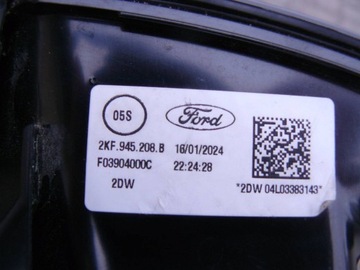 05S
Ford
2KF.945.208.B 16/01/2024
F03904000C 22:24:28
2DW *2DW 04L03383143*